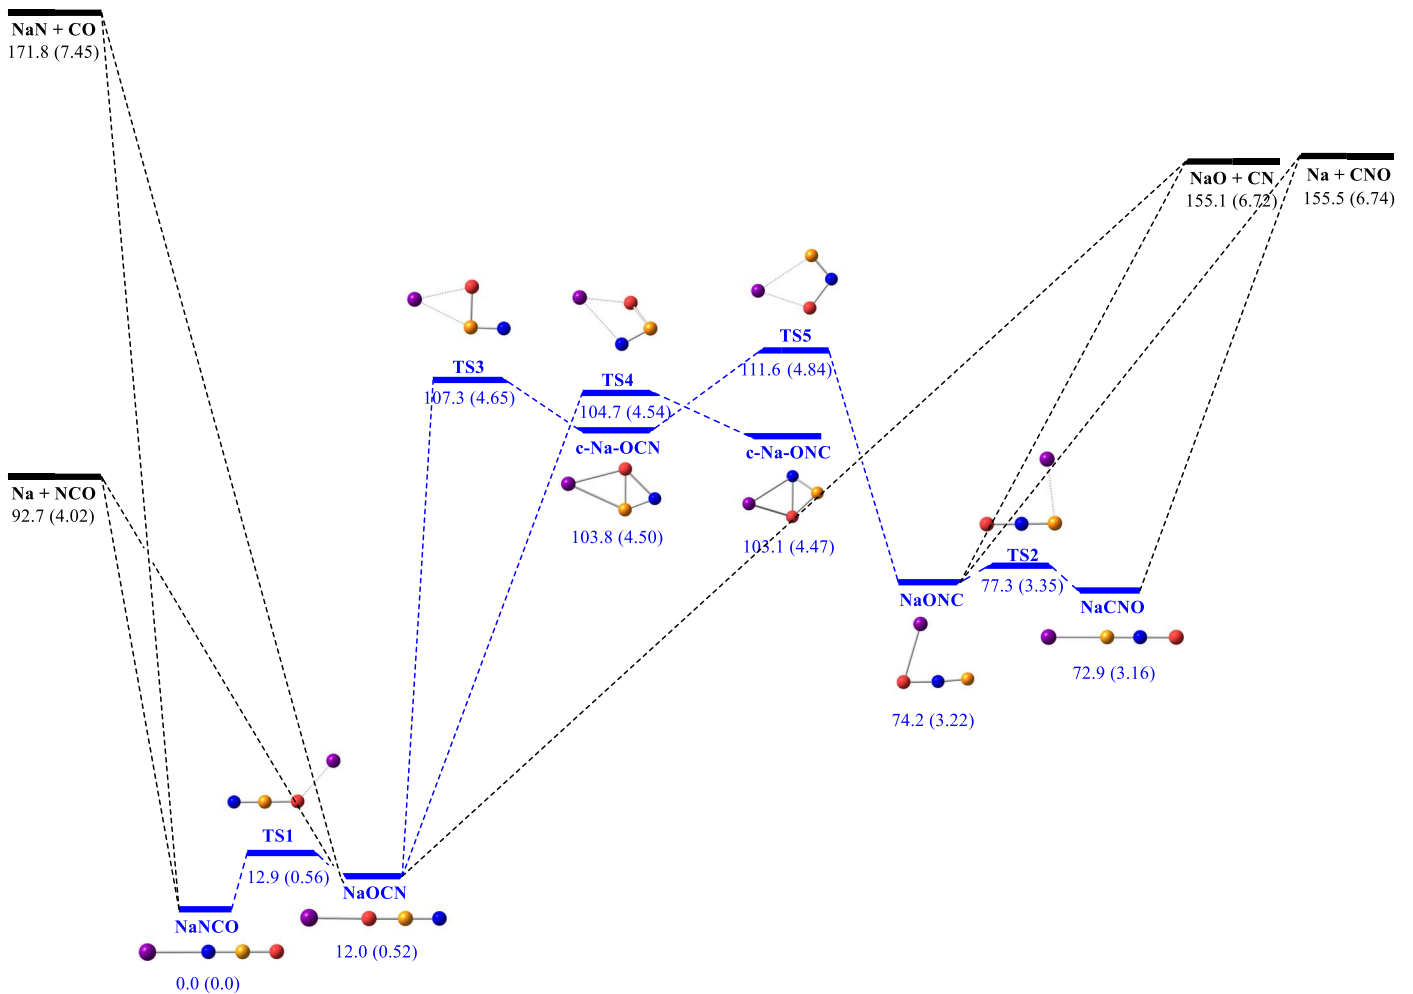 NaN + CO
171.8 (7.45)
NaO + CN
155.1 (6.72)
Na + CNO
155.5 (6.74)
TS5
111.6 (4.84)
TS3
107.3 (4.65)
TS4
104.7 (4.54)
c-Na-OCN
103.8 (4.50)
c-Na-ONC
103.1 (4.47)
Na + NCO
92.7 (4.02)
TS2
77.3 (3.35)
NaONC
74.2 (3.22)
NaCNO
72.9 (3.16)
TS1
12.9 (0.56)
NaOCN
12.0 (0.52)
NaNCO
0.0 (0.0)